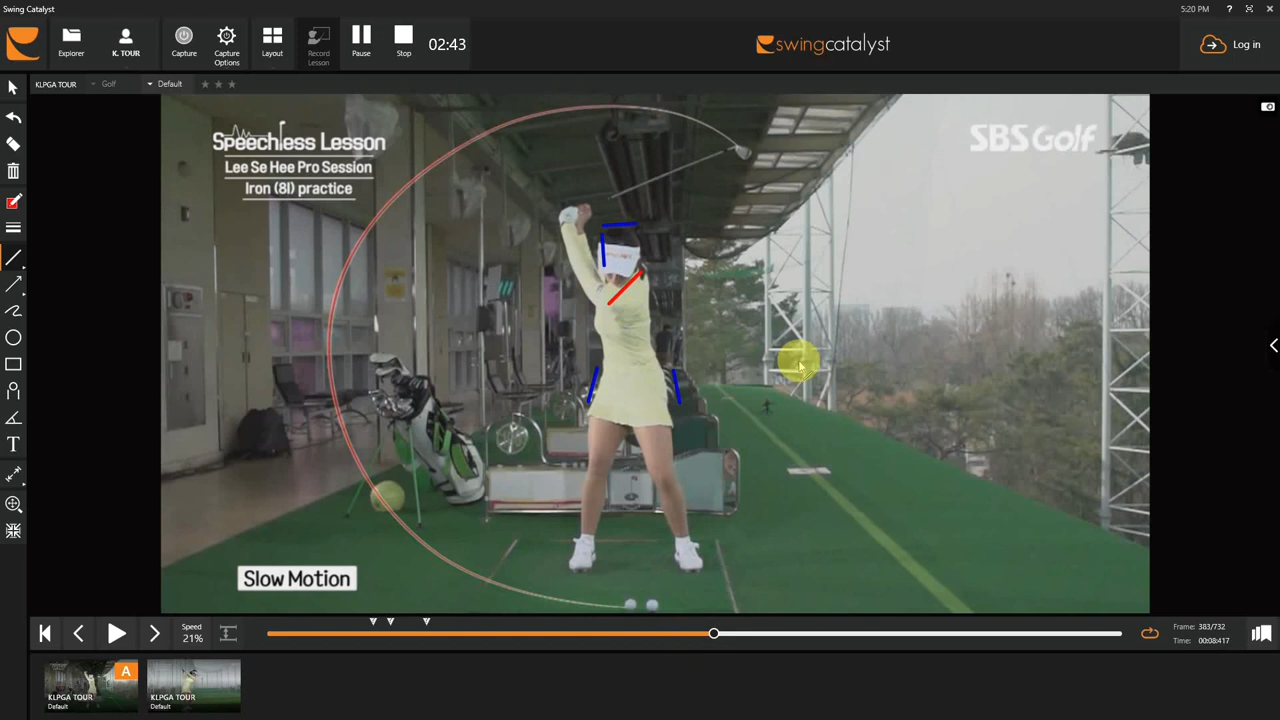 Swing Catalyst
5:20 PM
?
Explorer
K. TOUR
Capture
Capture Options
Layout
Record Lesson
Pause
Stop
02:43
swingcatalyst
Log in
KLPGA TOUR
Golf
Default
Speechless Lesson
Lee Se Hee Pro Session
Iron (8I) practice
SBS Golf
T
Slow Motion
Speed
21%
Frame: 383/732
Time: 00:08:417
A
KLPGA TOUR
Default
KLPGA TOUR
Default